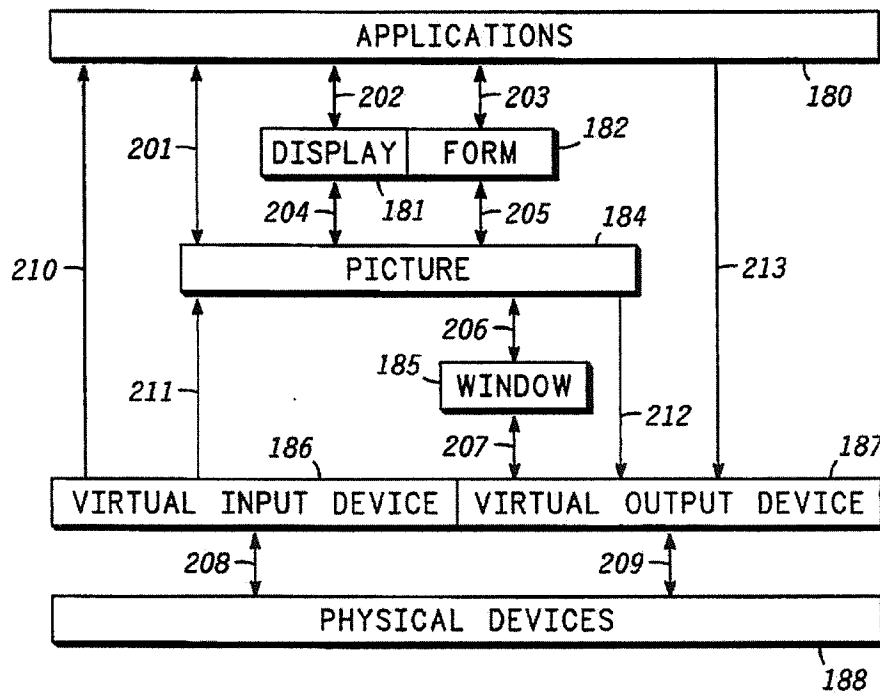 APPLICATIONS
180
202
203
201
182
DISPLAY
FORM
204
181
205
184
210
PICTURE
213
206
185
WINDOW
211
212
207
186
187
VIRTUAL INPUT DEVICE
VIRTUAL OUTPUT DEVICE
208
209
PHYSICAL DEVICES
188